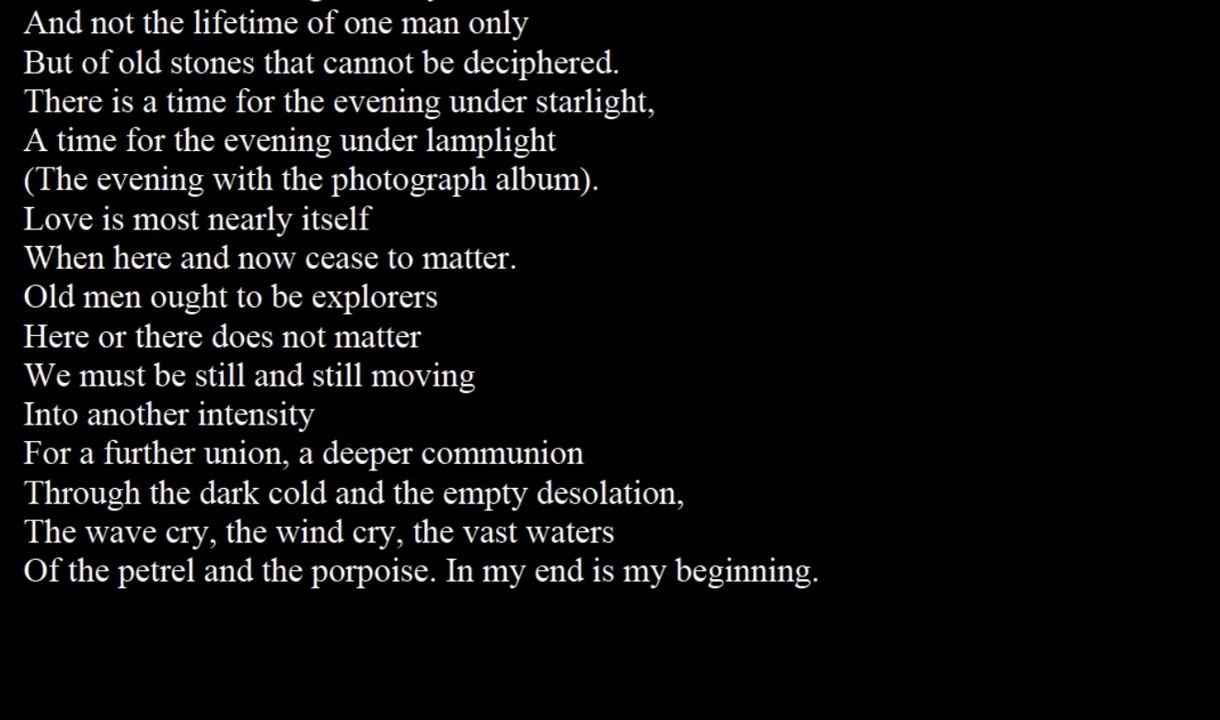 And not the lifetime of one man only
But of old stones that cannot be deciphered.
There is a time for the evening under starlight,
A time for the evening under lamplight
(The evening with the photograph album).
Love is most nearly itself
When here and now cease to matter.
Old men ought to be explorers
Here or there does not matter
We must be still and still moving
Into another intensity
For a further union, a deeper communion
Through the dark cold and the empty desolation,
The wave cry, the wind cry, the vast waters
Of the petrel and the porpoise. In my end is my beginning.